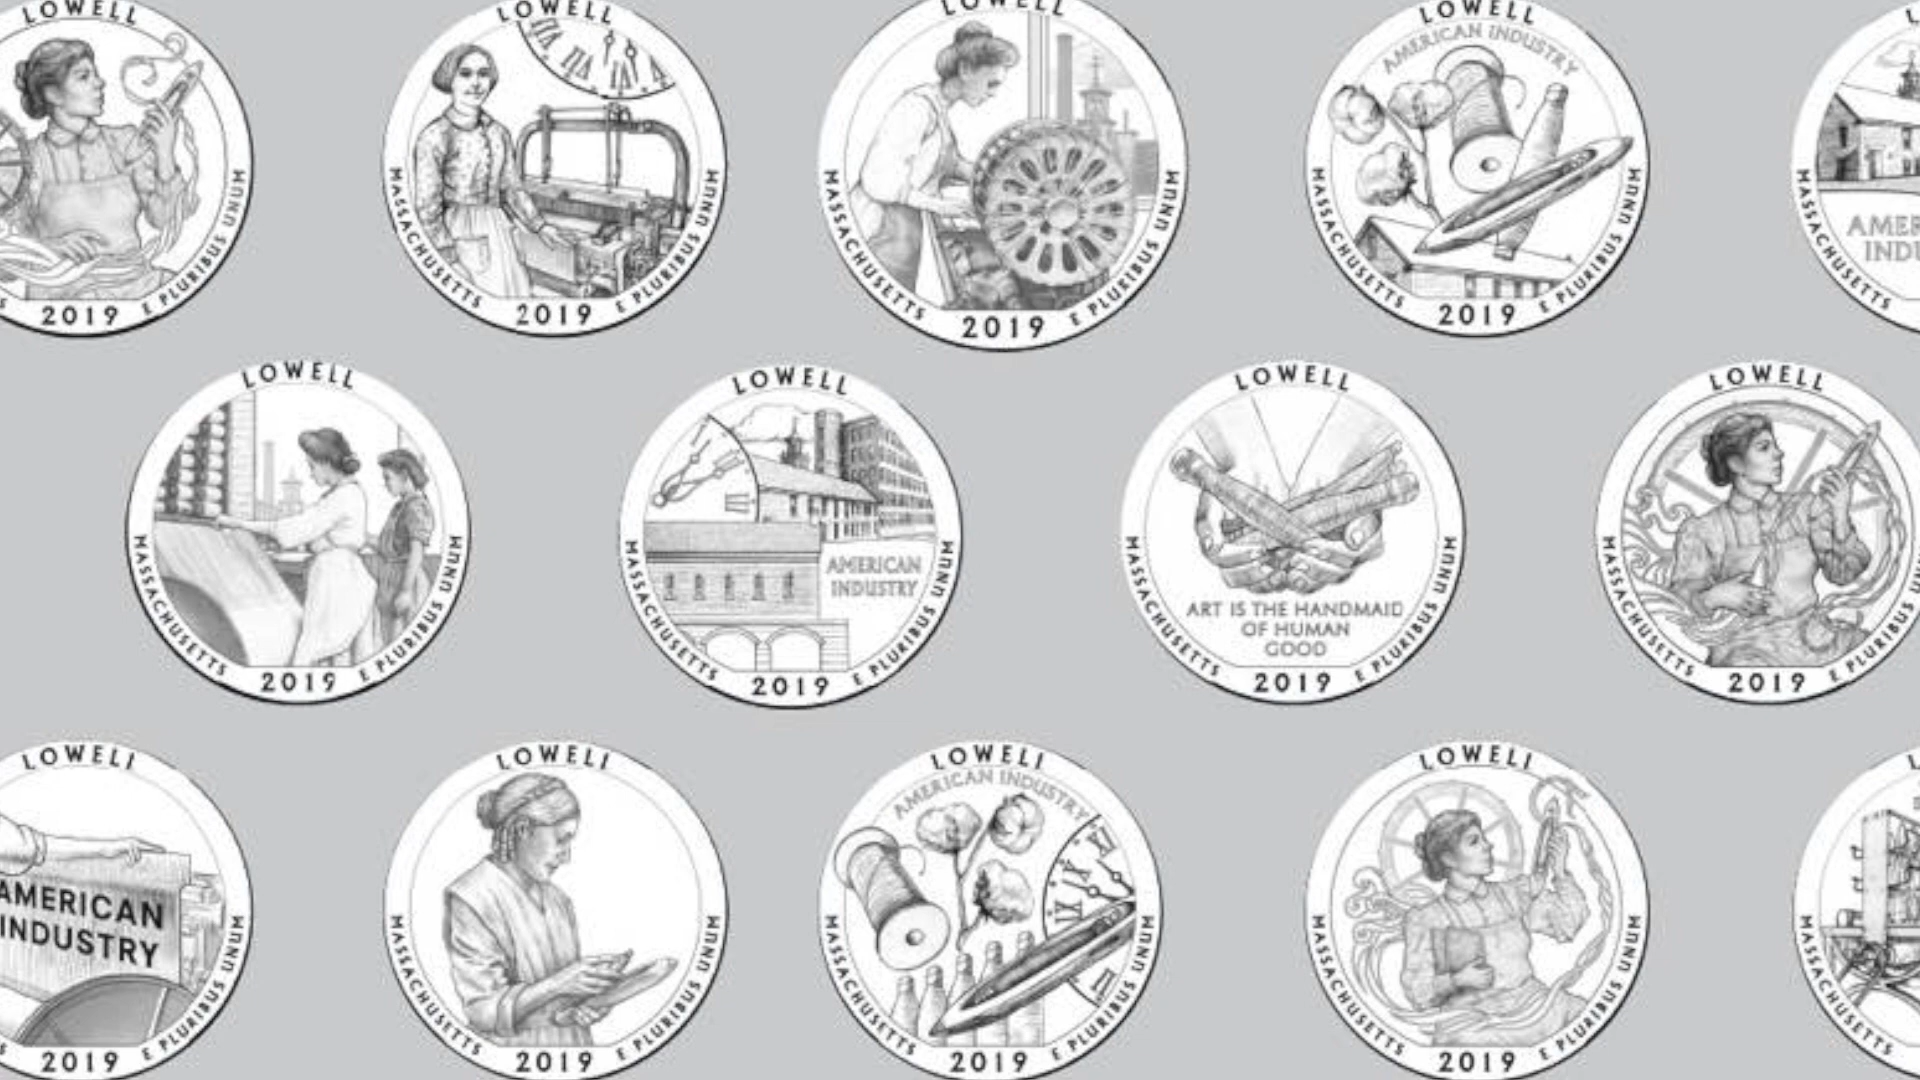 LOWELL
2019
E PLURIBUS UNUM
LOWELL
MASSACHUSETTS
2019
E PLURIBUS UNUM
LOWELL
MASSACHUSETTS
2019
E PLURIBUS UNUM
LOWELL
AMERICAN INDUSTRY
MASSACHUSETTS
2019
E PLURIBUS UNUM
MASSACHUSETTS
LOWELL
MASSACHUSETTS
2019
E PLURIBUS UNUM
LOWELL
AMERICAN
INDUSTRY
MASSACHUSETTS
2019
E PLURIBUS UNUM
LOWELL
ART IS THE HANDMAID
OF HUMAN
GOOD
MASSACHUSETTS
2019
E PLURIBUS UNUM
LOWELL
MASSACHUSETTS
2019
E PLURIBUS
LOWELL
AMERICAN
INDUSTRY
2019
E PLURIBUS UNUM
LOWELL
MASSACHUSETTS
2019
E PLURIBUS UNUM
LOWELL
AMERICAN INDUSTRY
MASSACHUSETTS
2019
E PLURIBUS UNUM
LOWELL
MASSACHUSETTS
2019
E PLURIBUS UNUM
MASSACHUSETTS